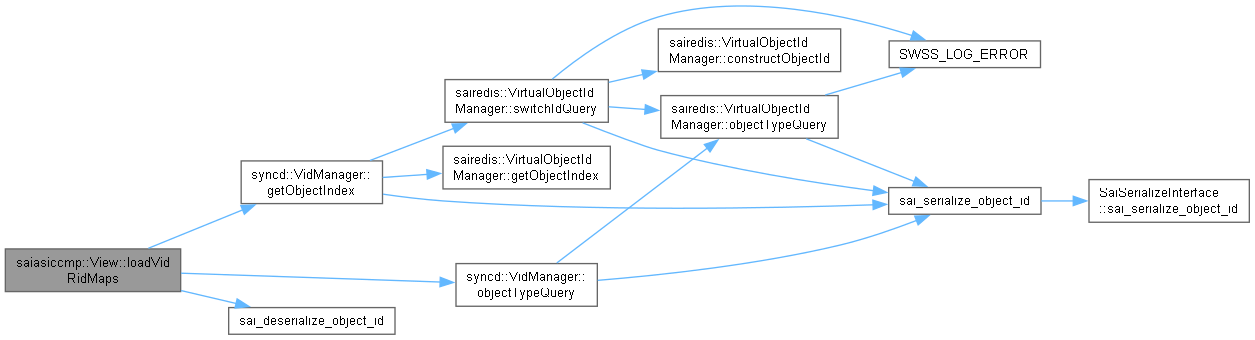 saiasiccmp::View::loadVid
RidMaps
syncd::VidManager::
getObjectIndex
sairedis::VirtualObjectId
Manager::switchIdQuery
sairedis::VirtualObjectId
Manager::constructObjectId
SWSS_LOG_ERROR
sairedis::VirtualObjectId
Manager::objectTypeQuery
sairedis::VirtualObjectId
Manager::getObjectIndex
sai_serialize_object_id
SaiSerializeInterface
::sai_serialize_object_id
syncd::VidManager::
objectTypeQuery
sai_deserialize_object_id